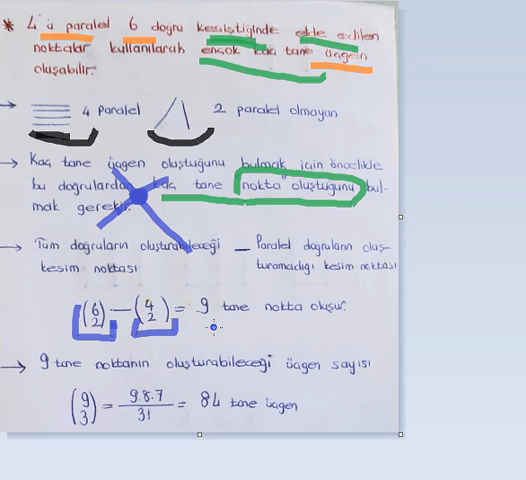 * 4'ü paralel 6 doğru kesiştiğinde elde edilen
noktalar kullanılarak ençok kaç tane üçgen
oluşabilir.
→ 4 paralel 2 paralel olmayan
→ Kaç tane üçgen oluştuğunu bulmak için öncelikle
bu doğrulardan kaç tane nokta oluştuğunu bul-
mak gerekir.
→ Tüm doğruların oluşturabileceği — Paralel doğruların oluş-
kesim noktası turamadığı kesim noktası
(6 2) — (4 2) = 9 tane nokta oluşur.
→ 9 tane noktanın oluşturabileceği üçgen sayısı
(9 3) = 9.8.7 / 3! = 84 tane üçgen